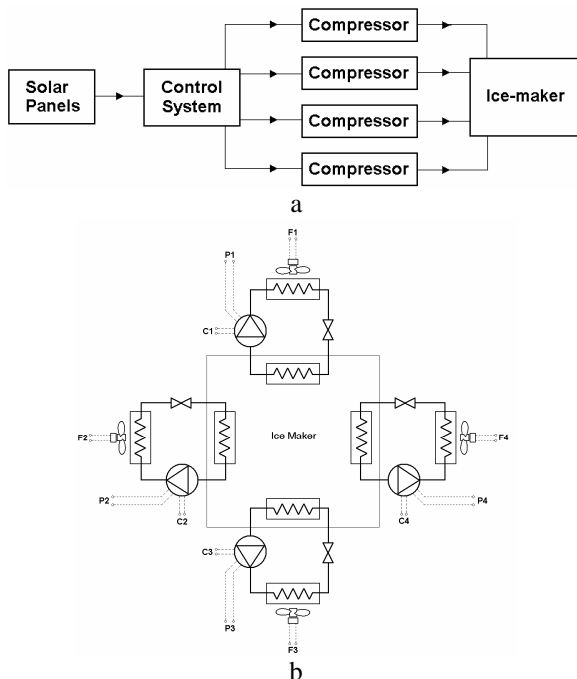 Compressor
Compressor
Solar
Panels
Control
System
Ice-maker
Compressor
Compressor
a
F1
P1
C1
F2
Ice Maker
F4
P2
P4
C2
C4
C3
P3
F3
b